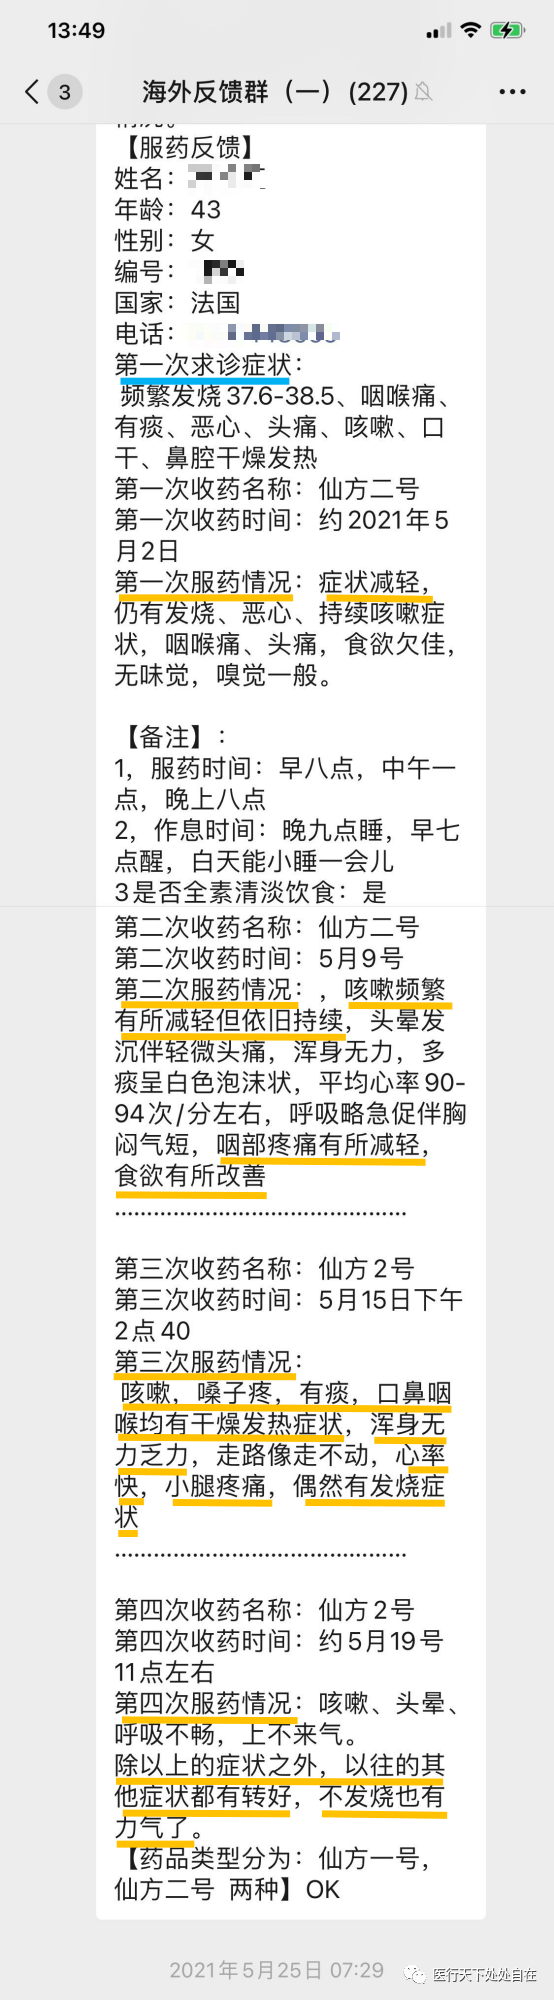 13:49
3
海外反馈群（一）(227)
【服药反馈】
姓名：
年龄：43
性别：女
编号：
国家：法国
电话：
第一次求诊症状：
频繁发烧37.6-38.5、咽喉痛、
有痰、恶心、头痛、咳嗽、口
干、鼻腔干燥发热
第一次收药名称：仙方二号
第一次收药时间：约2021年5
月2日
第一次服药情况：症状减轻，
仍有发烧、恶心、持续咳嗽症
状，咽喉痛、头痛，食欲欠佳，
无味觉，嗅觉一般。
【备注】：
1，服药时间：早八点，中午一
点，晚上八点
2，作息时间：晚九点睡，早七
点醒，白天能小睡一会儿
3是否全素清淡饮食：是
第二次收药名称：仙方二号
第二次收药时间：5月9号
第二次服药情况：，咳嗽频繁
有所减轻但依旧持续，头晕发
沉伴轻微头痛，浑身无力，多
痰呈白色泡沫状，平均心率90-
94次/分左右，呼吸略急促伴胸
闷气短，咽部疼痛有所减轻，
食欲有所改善
................................................
第三次收药名称：仙方2号
第三次收药时间：5月15日下午
2点40
第三次服药情况：
咳嗽，嗓子疼，有痰，口鼻咽
喉均有干燥发热症状，浑身无
力乏力，走路像走不动，心率
快，小腿疼痛，偶然有发烧症
状
................................................
第四次收药名称：仙方2号
第四次收药时间：约5月19号
11点左右
第四次服药情况：咳嗽、头晕、
呼吸不畅，上不来气。
除以上的症状之外，以往的其
他症状都有转好，不发烧也有
力气了。
【药品类型分为：仙方一号，
仙方二号 两种】OK
2021年5月25日 07:29
医行天下处处自在